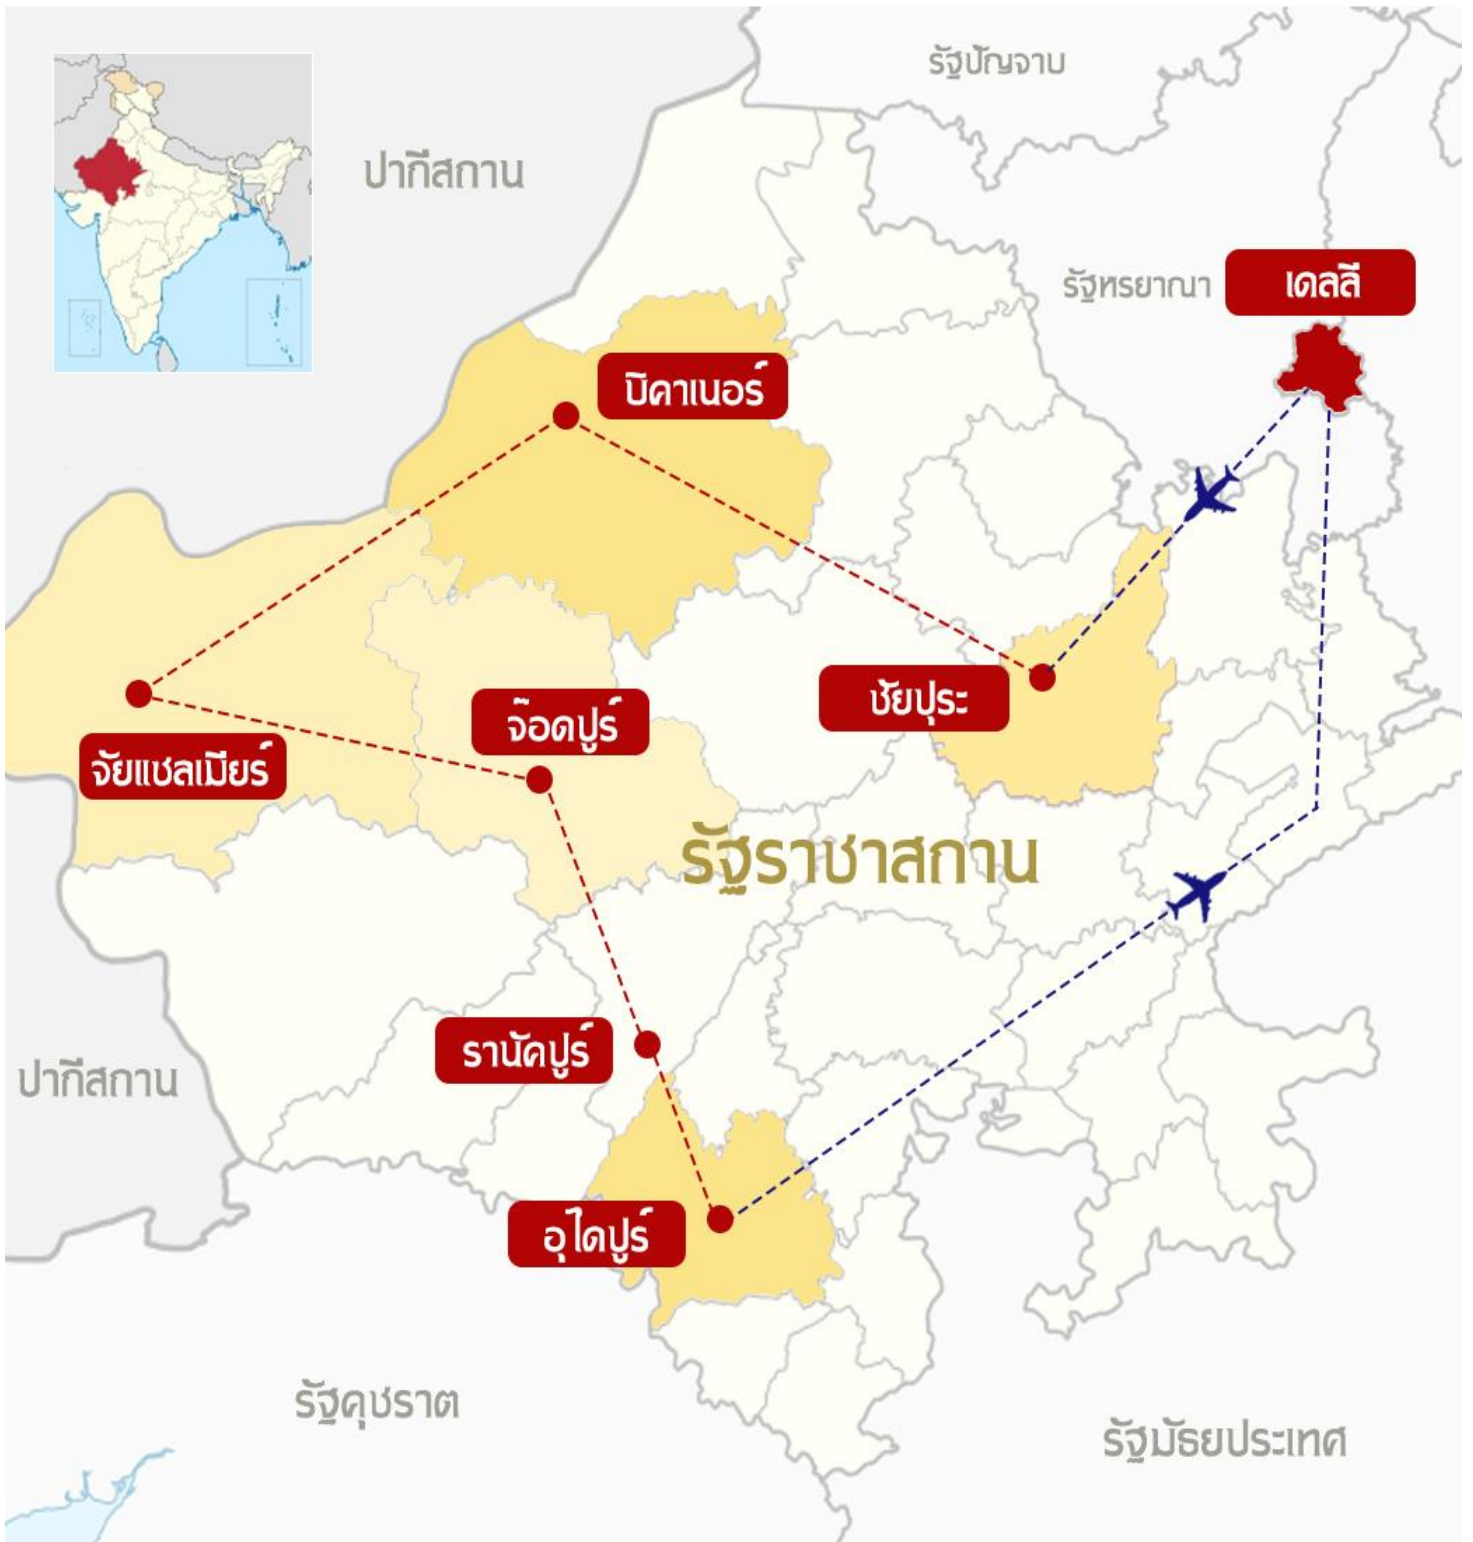 รัฐปัญจาบ
ปากีสถาน
รัฐหรยาณา
เดลลี
บิคาเนอร์
ชัยปุระ
จ๊อดปูร์
จัยแซลเมียร์
รัฐราชาสถาน
รานัคปูร์
ปากีสถาน
อุไดปูร์
รัฐคุชราต
รัฐมัธยประเทศ